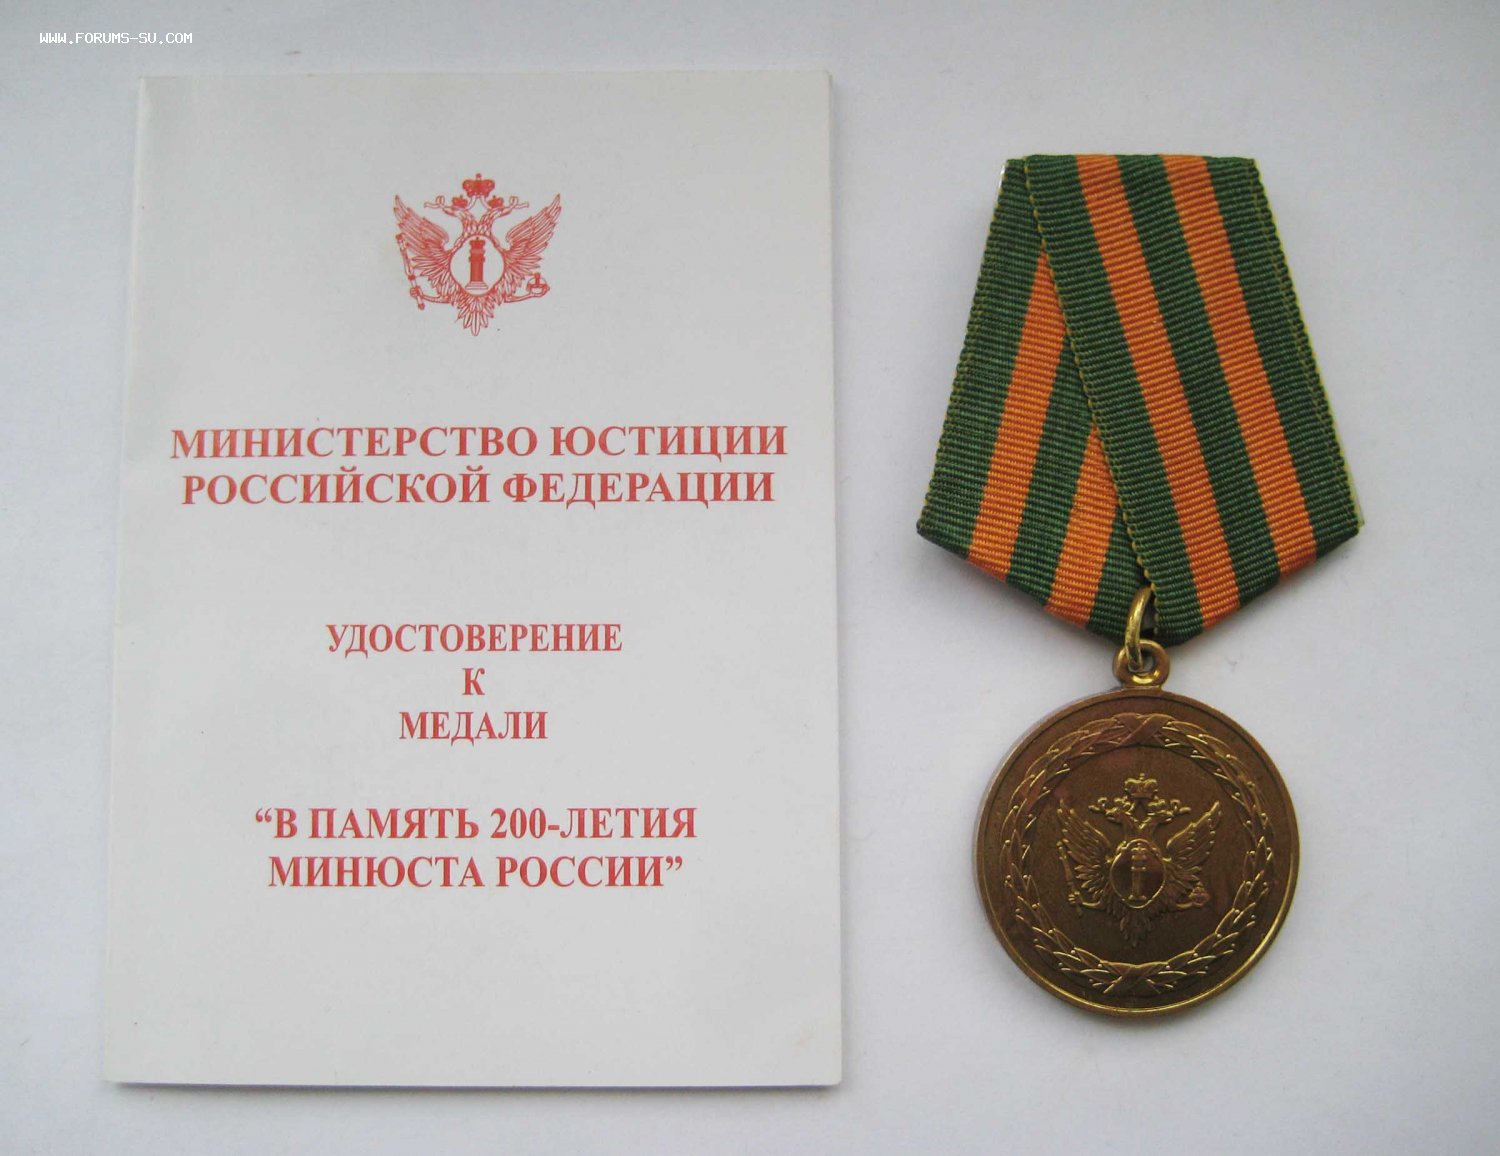 WWW.FORUMS-SU.COM
МИНИСТЕРСТВО ЮСТИЦИИ
РОССИЙСКОЙ ФЕДЕРАЦИИ
УДОСТОВЕРЕНИЕ
К
МЕДАЛИ
“В ПАМЯТЬ 200-ЛЕТИЯ
МИНЮСТА РОССИИ”